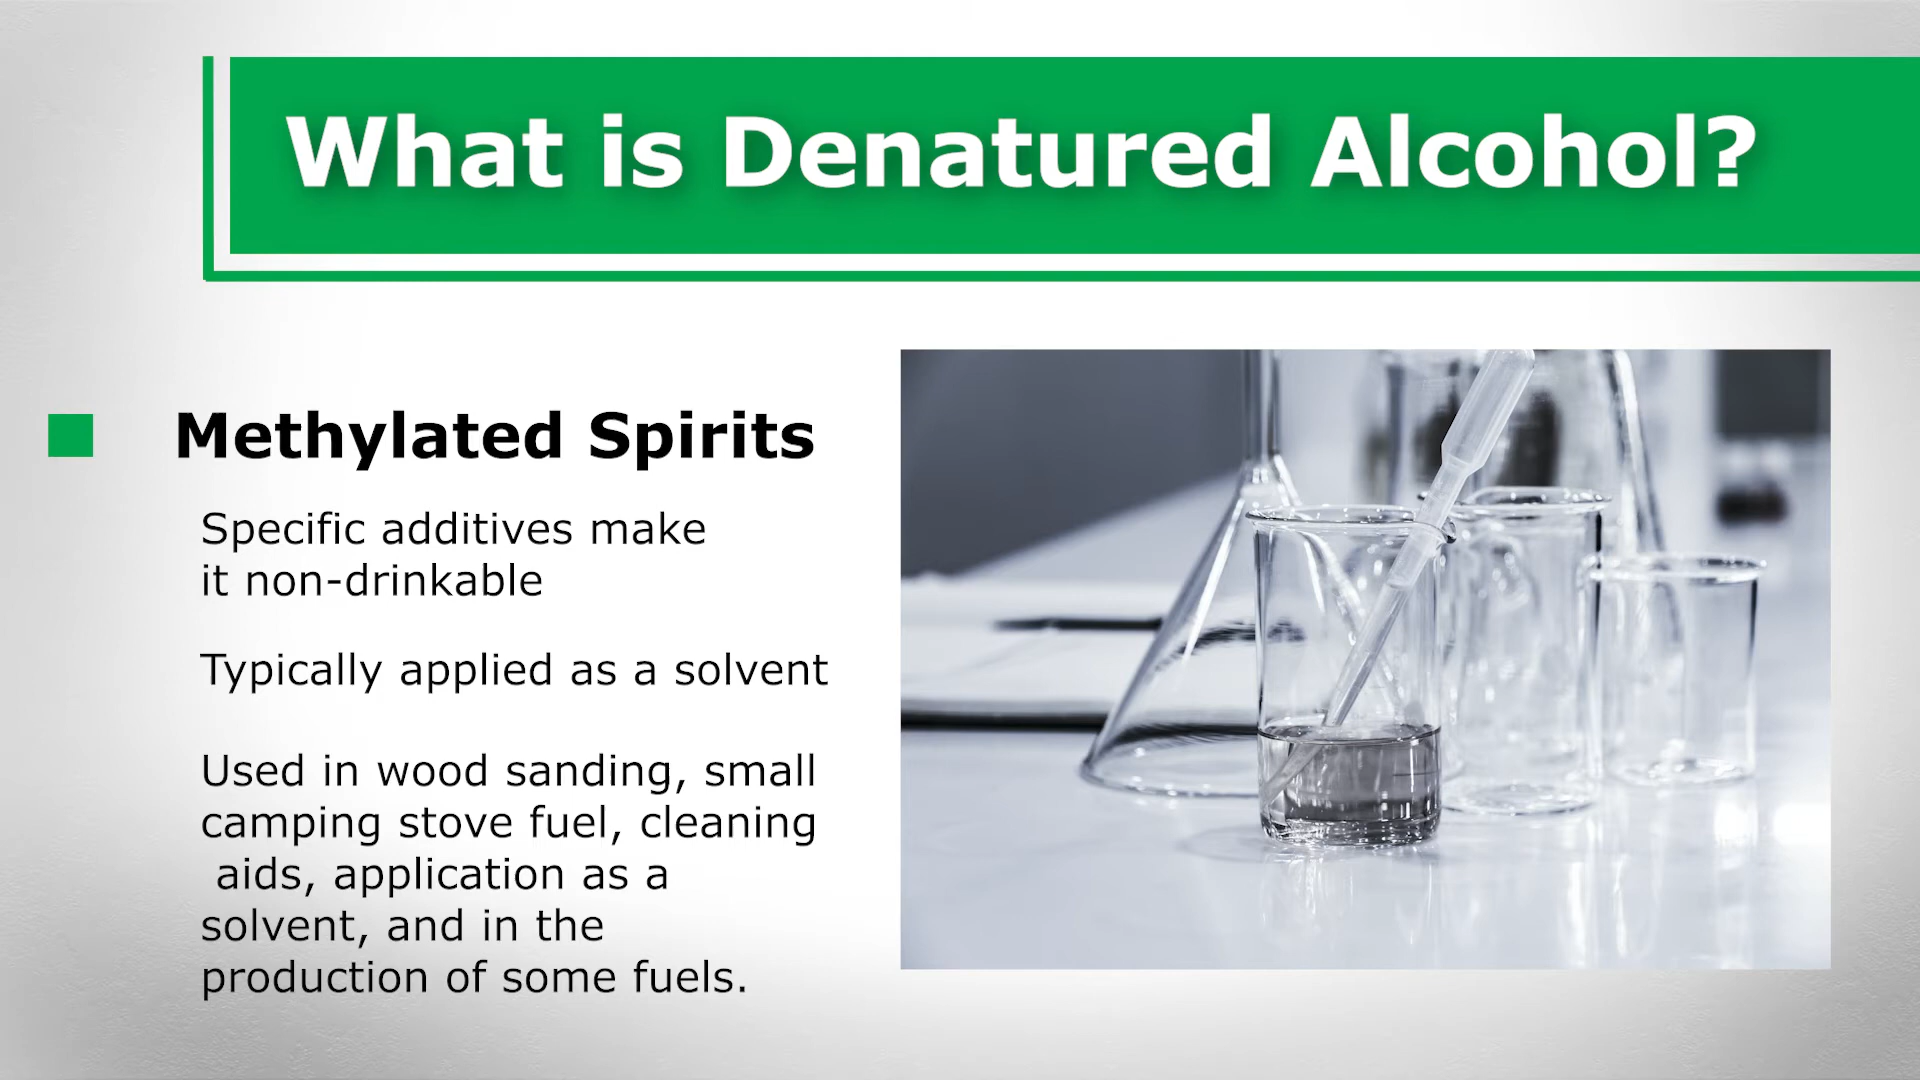 What is Denatured Alcohol?
Methylated Spirits
Specific additives make
it non-drinkable
Typically applied as a solvent
Used in wood sanding, small
camping stove fuel, cleaning
aids, application as a
solvent, and in the
production of some fuels.